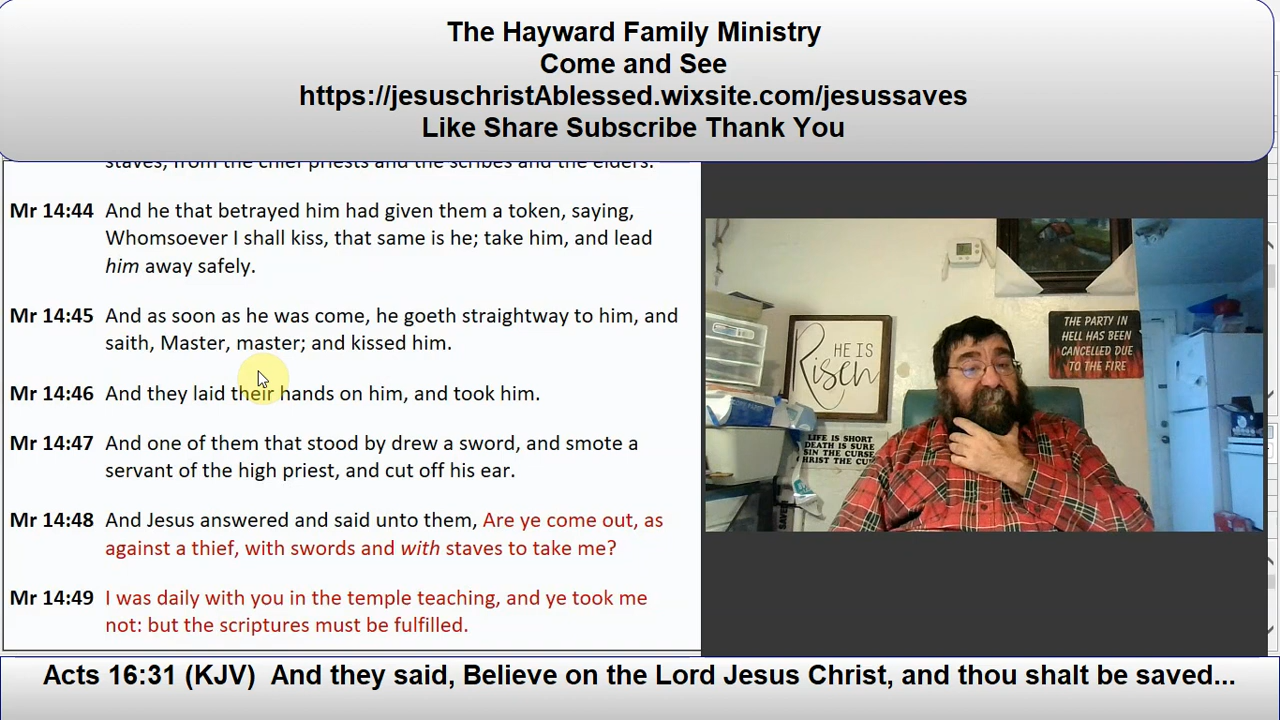 The Hayward Family Ministry
Come and See
https://jesuschristAblessed.wixsite.com/jesussaves
Like Share Subscribe Thank You
staves, from the chief priests and the scribes and the elders.
Mr 14:44 And he that betrayed him had given them a token, saying,
Whomsoever I shall kiss, that same is he; take him, and lead
him away safely.
Mr 14:45 And as soon as he was come, he goeth straightway to him, and
saith, Master, master; and kissed him.
Mr 14:46 And they laid their hands on him, and took him.
Mr 14:47 And one of them that stood by drew a sword, and smote a
servant of the high priest, and cut off his ear.
Mr 14:48 And Jesus answered and said unto them, Are ye come out, as
against a thief, with swords and with staves to take me?
Mr 14:49 I was daily with you in the temple teaching, and ye took me
not: but the scriptures must be fulfilled.
HE IS
Risen
THE PARTY IN
HELL HAS BEEN
CANCELLED DUE
TO THE FIRE
LIFE IS SHORT
DEATH IS SURE
SIN THE CURSE
CHRIST THE CU
Acts 16:31 (KJV) And they said, Believe on the Lord Jesus Christ, and thou shalt be saved...